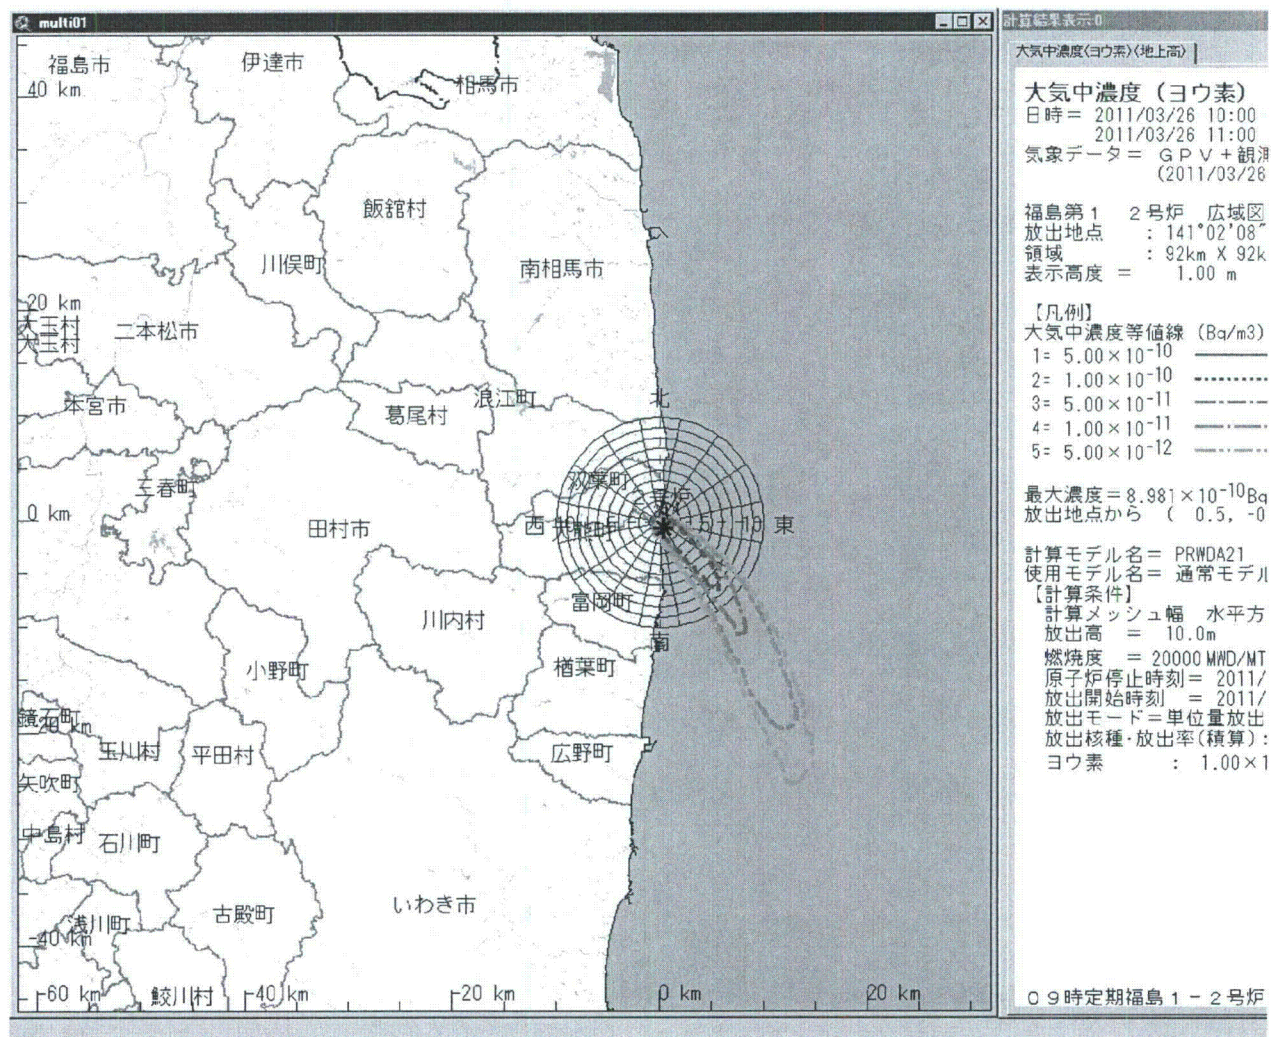 multi01
福島市
伊達市
相馬市
40 km
飯舘村
川俣町
南相馬市
20 km
大玉村
大玉村
二本松市
本宮市
葛尾村
浪江町
北
三春町
双葉町
2号炉
0 km
田村市
西
東
富岡町
川内村
南
小野町
楢葉町
鏡石町
玉川村
平田村
広野町
矢吹町
中島村
石川町
いわき市
浅川町
古殿町
-40 km
鮫川村
-60 km
-40 km
-20 km
0 km
20 km
計算結果表示:0
大気中濃度<ヨウ素><地上高>
大気中濃度（ヨウ素）
日時＝ 2011/03/26 10:00
2011/03/26 11:00
気象データ＝ ＧＰＶ＋観測
(2011/03/26
福島第１ ２号炉 広域図
放出地点 : 141°02'08"
領域 : 92km X 92k
表示高度 ＝ 1.00 m
【凡例】
大気中濃度等値線 (Bq/m3)
1= 5.00×10⁻¹⁰
2= 1.00×10⁻¹⁰
3= 5.00×10⁻¹¹
4= 1.00×10⁻¹¹
5= 5.00×10⁻¹²
最大濃度＝8.981×10⁻¹⁰Bq
放出地点から ( 0.5, -0
計算モデル名＝ PRWDA21
使用モデル名＝ 通常モデル
【計算条件】
計算メッシュ幅 水平方
放出高 ＝ 10.0m
燃焼度 ＝ 20000 MWD/MT
原子炉停止時刻＝ 2011/
放出開始時刻 ＝ 2011/
放出モード＝単位量放出
放出核種・放出率(積算) :
ヨウ素 : 1.00×1
０９時定期福島１－２号炉